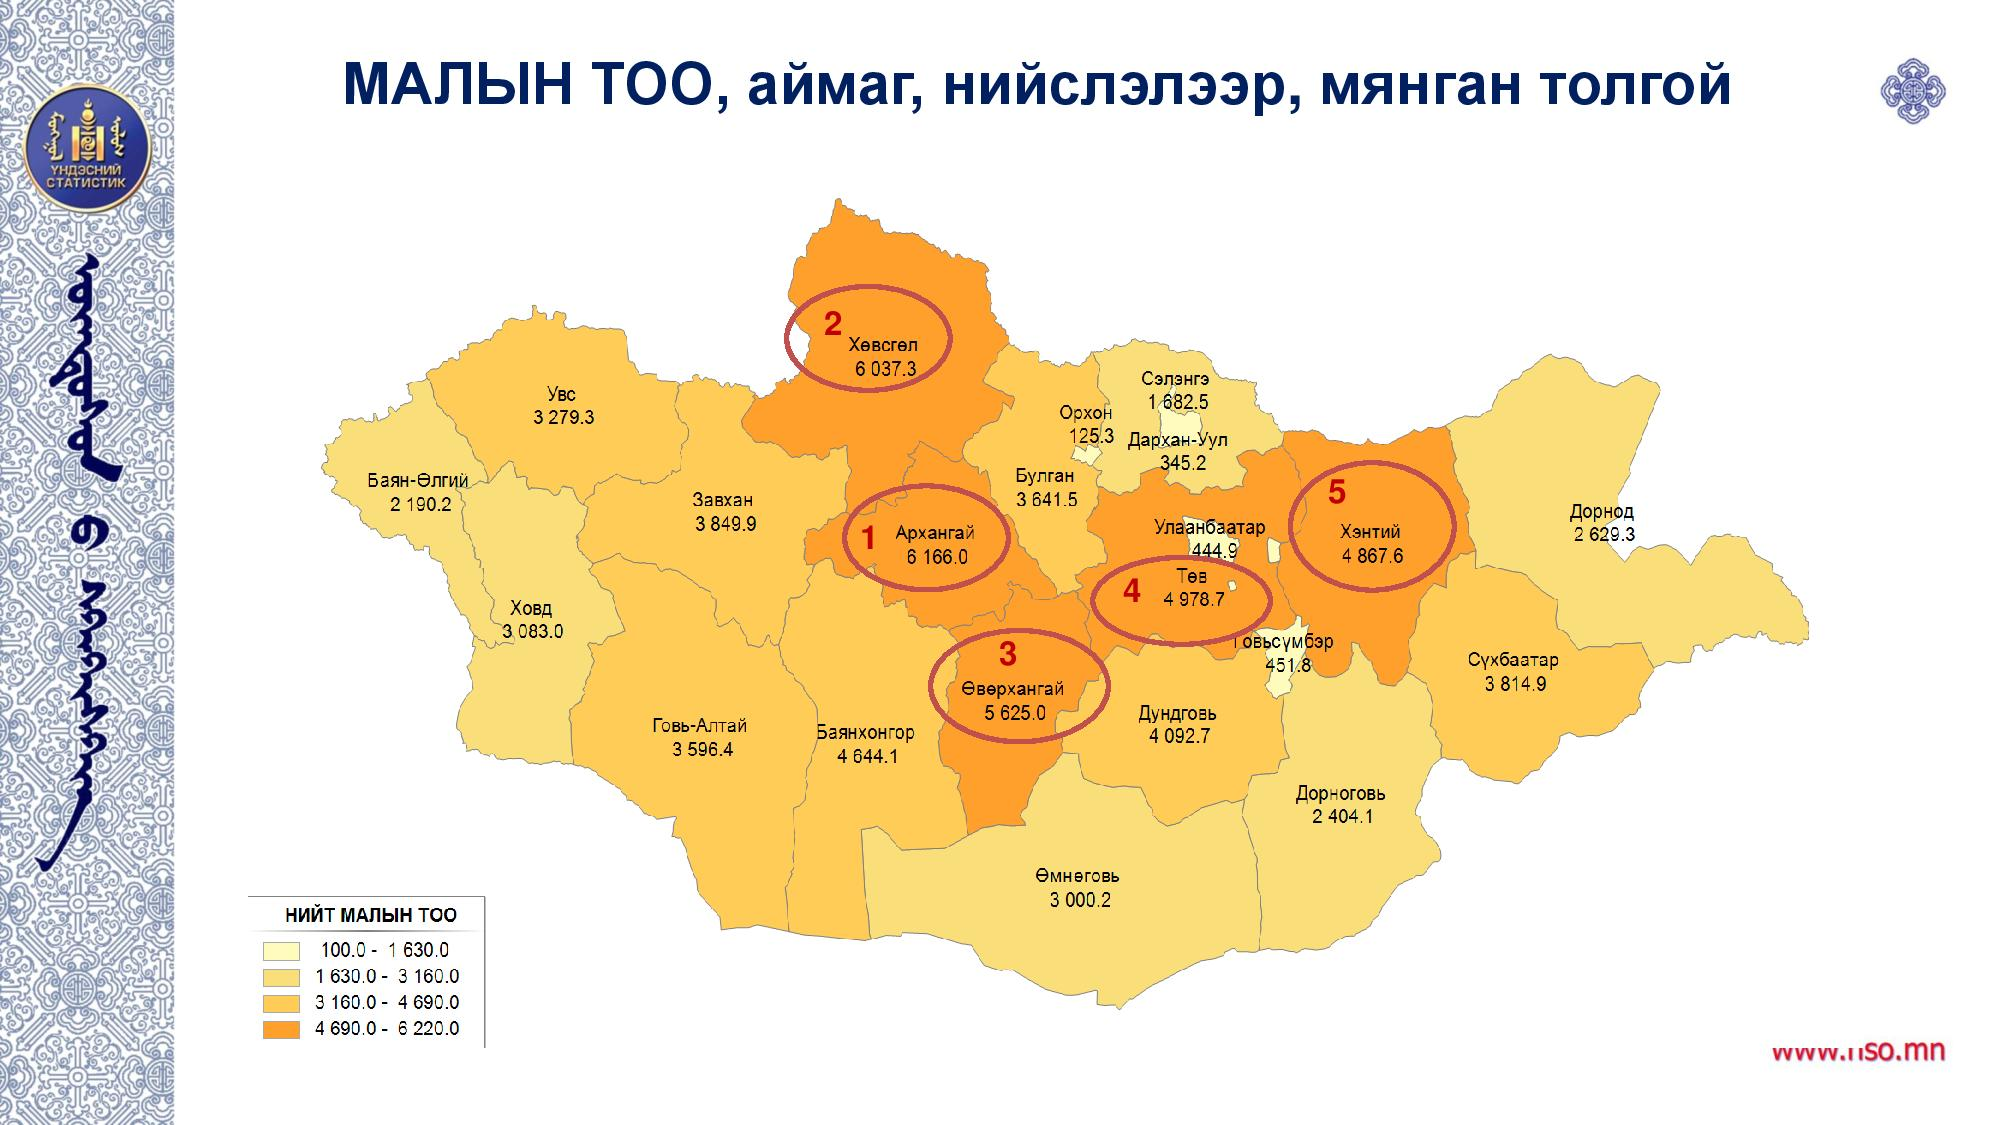 МАЛЫН ТОО, аймаг, нийслэлээр, мянган толгой
ҮНДЭСНИЙ
СТАТИСТИК
2
Хөвсгөл
6 037.3
Увс
3 279.3
Сэлэнгэ
1 682.5
Орхон
125.3
Дархан-Уул
345.2
Баян-Өлгий
2 190.2
Булган
3 641.5
Завхан
3 849.9
1
Архангай
6 166.0
Улаанбаатар
444.9
5
Хэнтий
4 867.6
Дорнод
2 629.3
4
Төв
4 978.7
Ховд
3 083.0
3
Өвөрхангай
5 625.0
Говьсүмбэр
451.8
Сүхбаатар
3 814.9
Говь-Алтай
3 596.4
Баянхонгор
4 644.1
Дундговь
4 092.7
Дорноговь
2 404.1
Өмнөговь
3 000.2
НИЙТ МАЛЫН ТОО
100.0 - 1 630.0
1 630.0 - 3 160.0
3 160.0 - 4 690.0
4 690.0 - 6 220.0
www.nso.mn